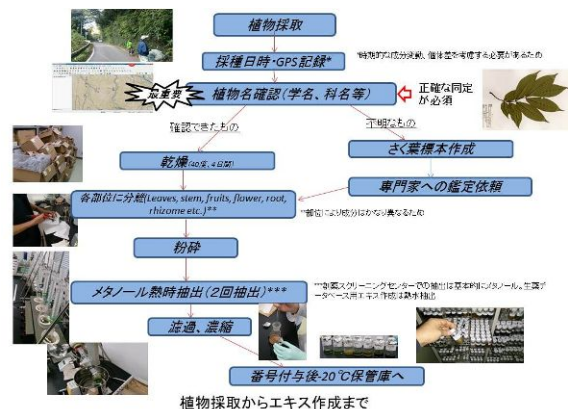 植物採取
採種日時・GPS記録*
*時期的な成分変動、個体差を考慮する必要があるため
最重要
植物名確認(学名、科名等)
正確な同定
が必須
確認できたもの
不明なもの
乾燥(40度、4日間)
さく葉標本作成
各部位に分離(Leaves, stem, fruits, flower, root,
rhizome etc.)**
専門家への鑑定依頼
**部位により成分はかなり異なるため
粉砕
メタノール熱時抽出(2回抽出)***
***創薬スクリーニングセンターでの抽出は基本的にメタノール。生薬データベース用エキス作成は熱水抽出
濾過、濃縮
番号付与後-20℃保管庫へ
植物採取からエキス作成まで